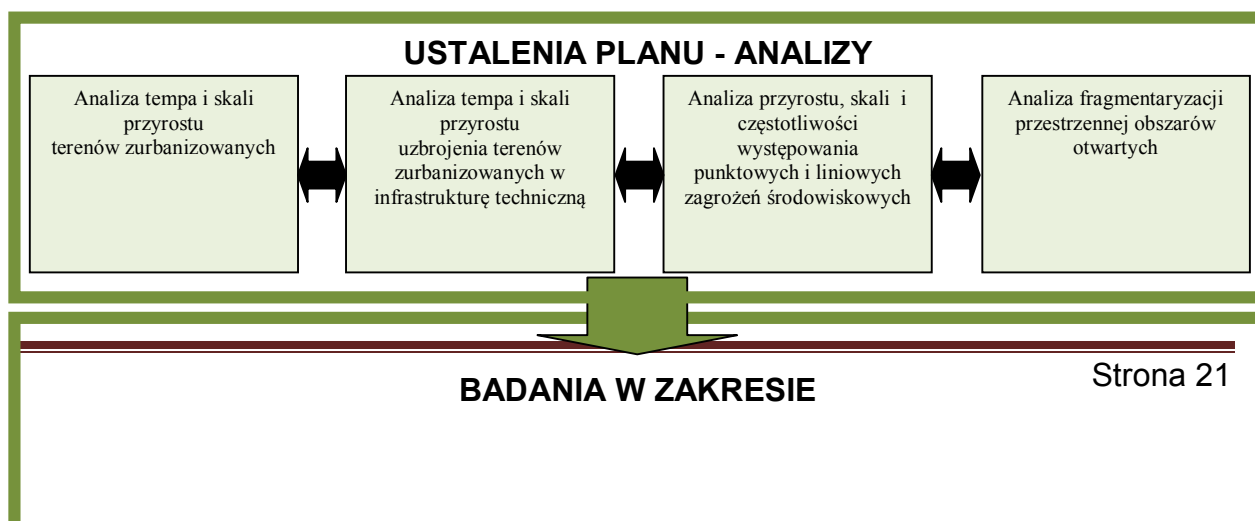 USTALENIA PLANU - ANALIZY
Analiza tempa i skali
przyrostu
terenów zurbanizowanych
Analiza tempa i skali
przyrostu
uzbrojenia terenów
zurbanizowanych w
infrastrukturę techniczną
Analiza przyrostu, skali i
częstotliwości
występowania
punktowych i liniowych
zagrożeń środowiskowych
Analiza fragmentaryzacji
przestrzennej obszarów
otwartych
Strona 21
BADANIA W ZAKRESIE